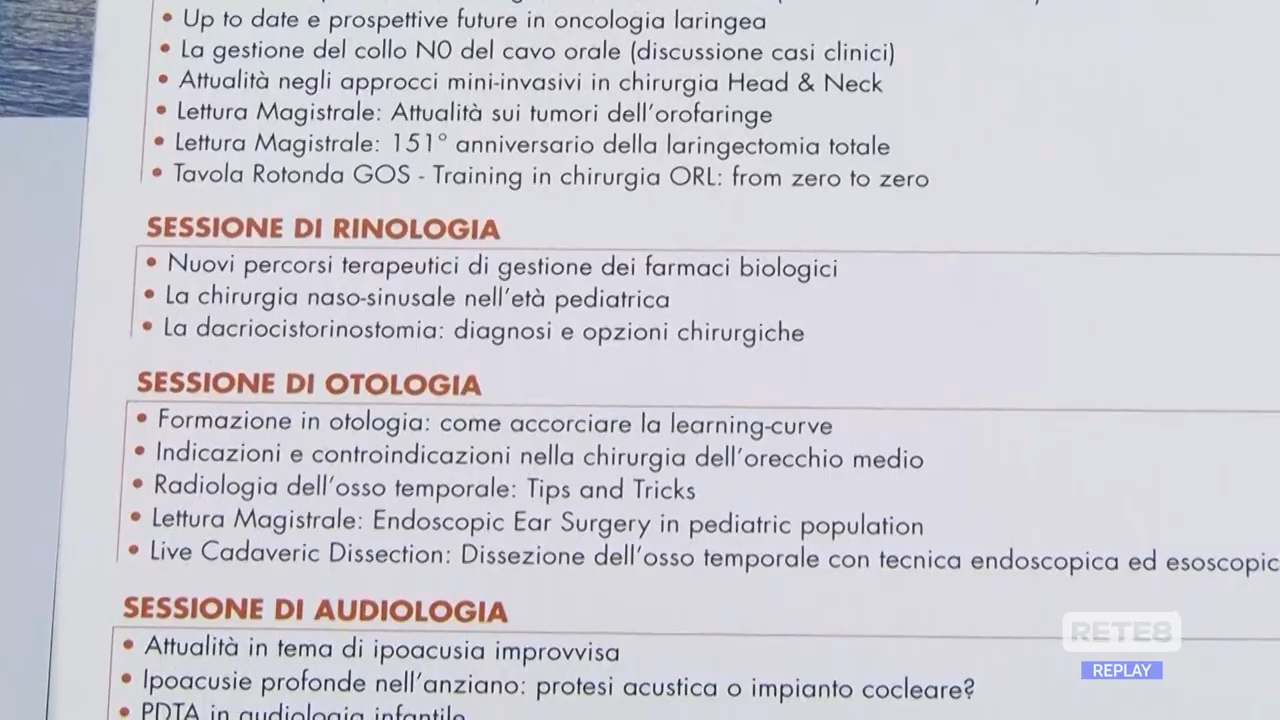 • Up to date e prospettive future in oncologia laringea
• La gestione del collo N0 del cavo orale (discussione casi clinici)
• Attualità negli approcci mini-invasivi in chirurgia Head & Neck
• Lettura Magistrale: Attualità sui tumori dell'orofaringe
• Lettura Magistrale: 151° anniversario della laringectomia totale
• Tavola Rotonda GOS - Training in chirurgia ORL: from zero to zero
SESSIONE DI RINOLOGIA
• Nuovi percorsi terapeutici di gestione dei farmaci biologici
• La chirurgia naso-sinusale nell'età pediatrica
• La dacriocistorinostomia: diagnosi e opzioni chirurgiche
SESSIONE DI OTOLOGIA
• Formazione in otologia: come accorciare la learning-curve
• Indicazioni e controindicazioni nella chirurgia dell'orecchio medio
• Radiologia dell'osso temporale: Tips and Tricks
• Lettura Magistrale: Endoscopic Ear Surgery in pediatric population
• Live Cadaveric Dissection: Dissezione dell'osso temporale con tecnica endoscopica ed esoscopic
SESSIONE DI AUDIOLOGIA
• Attualità in tema di ipoacusia improvvisa
• Ipoacusie profonde nell'anziano: protesi acustica o impianto cocleare?
• PDTA in audiologia infantile
RETE8
REPLAY